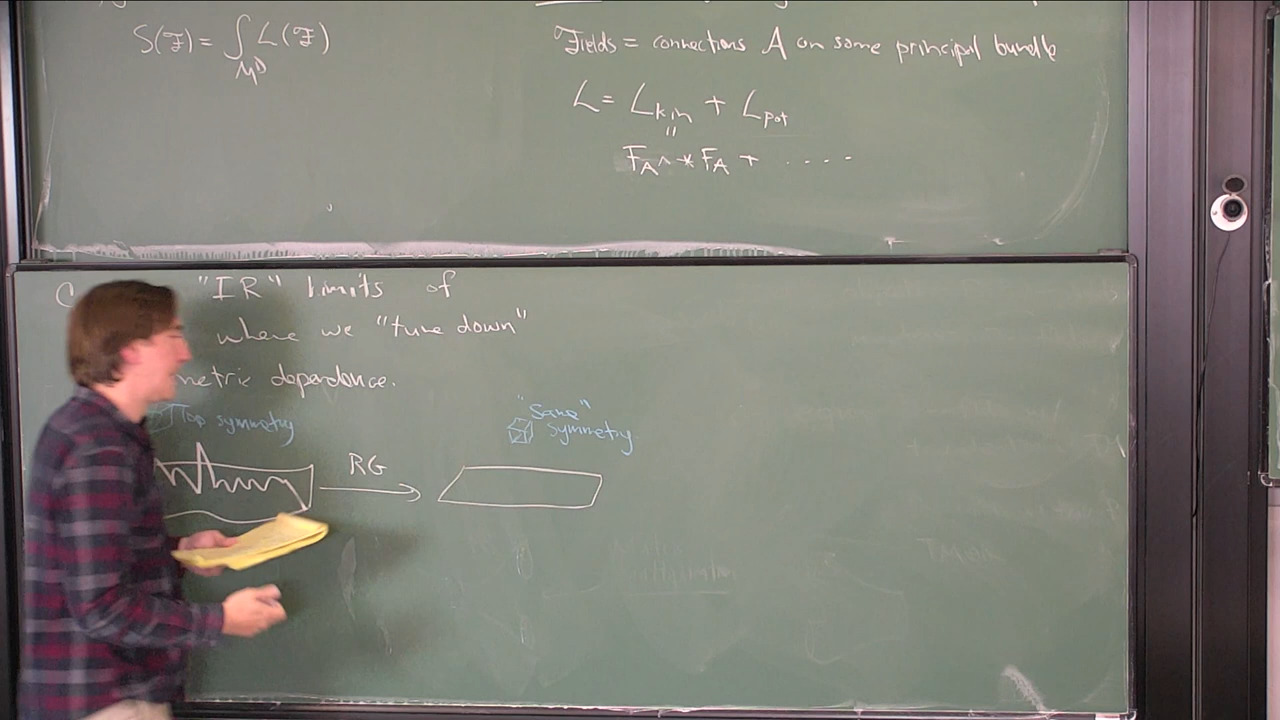 S(ℱ) = ∫_{M^D} L(ℱ)
Fields = connections A on some principal bundle
L = L_kin + L_pot
"
F_A ∧ * F_A + · · · · ·
"IR" limits of
where we "tune down"
metric dependence.
Top symmetry
RG
"Same" symmetry